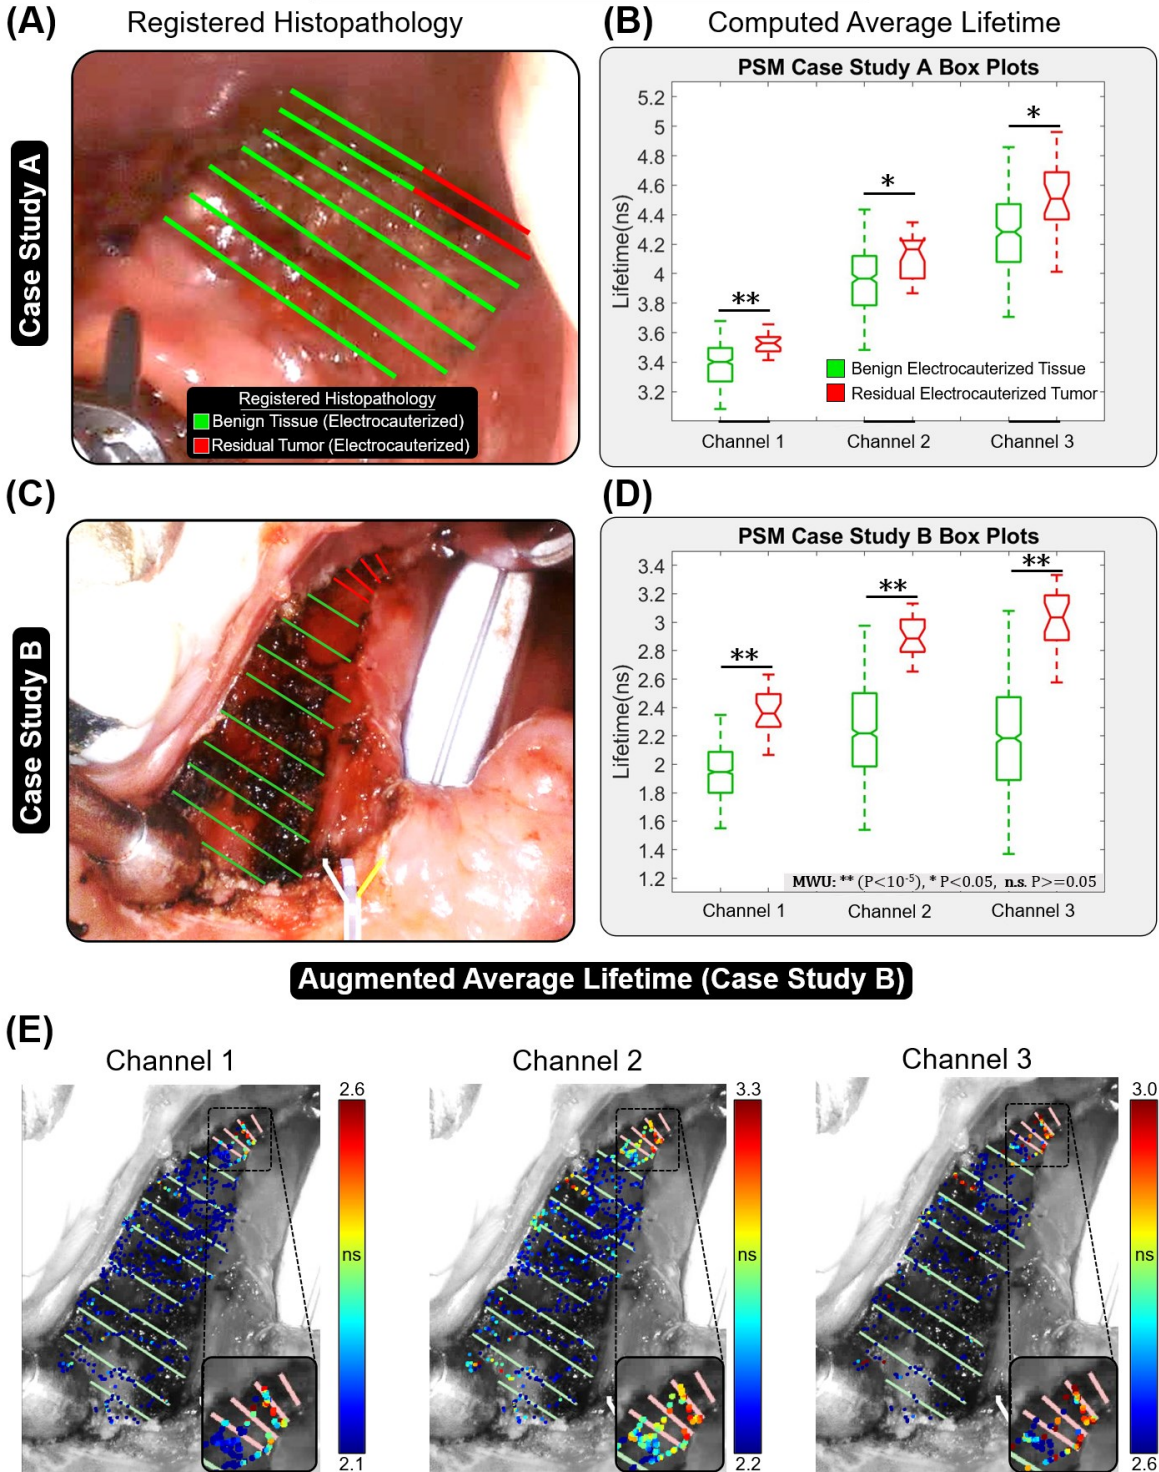 (A)
Registered Histopathology
(B)
Computed Average Lifetime
Case Study A
Registered Histopathology
Benign Tissue (Electrocauterized)
Residual Tumor (Electrocauterized)
PSM Case Study A Box Plots
Lifetime(ns)
5.2
5
4.8
4.6
4.4
4.2
4
3.8
3.6
3.4
3.2
**
*
*
Benign Electrocauterized Tissue
Residual Electrocauterized Tumor
Channel 1
Channel 2
Channel 3
(C)
(D)
Case Study B
PSM Case Study B Box Plots
Lifetime(ns)
3.4
3.2
3
2.8
2.6
2.4
2.2
2
1.8
1.6
1.4
1.2
**
**
**
MWU: ** (P<10-5), * P<0.05, n.s. P>=0.05
Channel 1
Channel 2
Channel 3
Augmented Average Lifetime (Case Study B)
(E)
Channel 1
Channel 2
Channel 3
2.6
ns
2.1
3.3
ns
2.2
3.0
ns
2.6